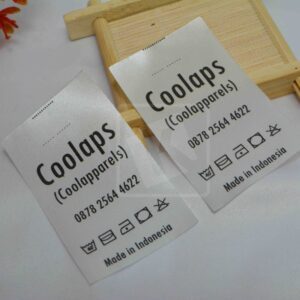 Coolaps
(Coolapparels)
0878 2564 4622
Made in Indonesia
Coolaps
(Coolapparels)
0878 2564 4622
Made in Indonesia